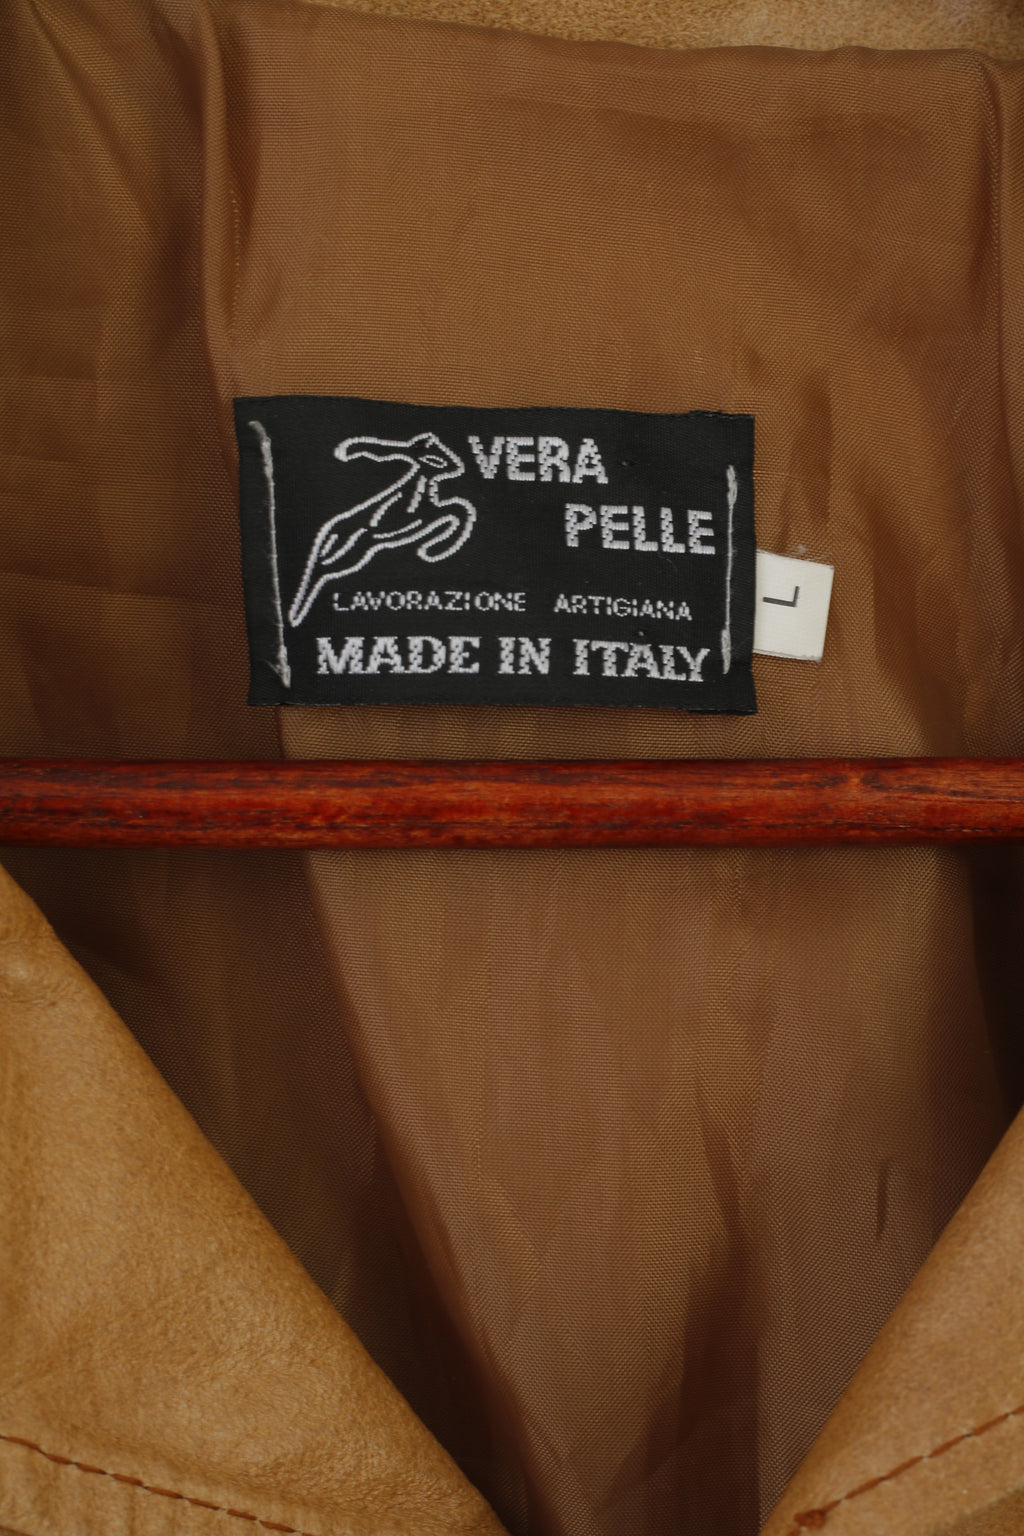 VERA
PELLE
LAVORAZIONE ARTIGIANA
MADE IN ITALY
L